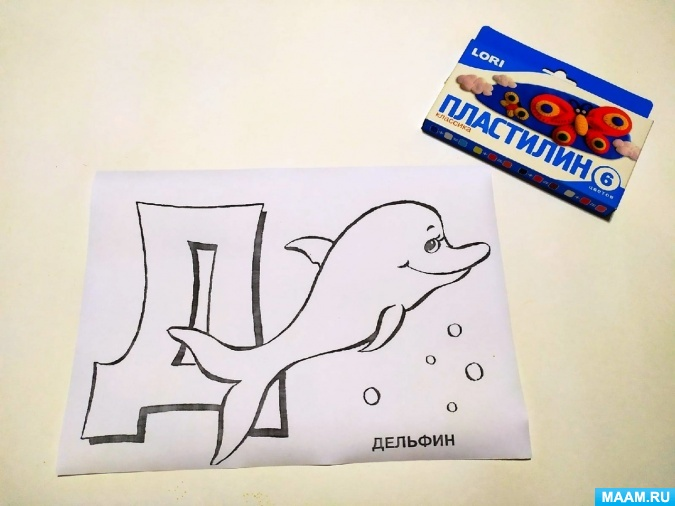 LORI
ПЛАСТИЛИН
классика
6
цветов
Д
ДЕЛЬФИН
MAAM.RU